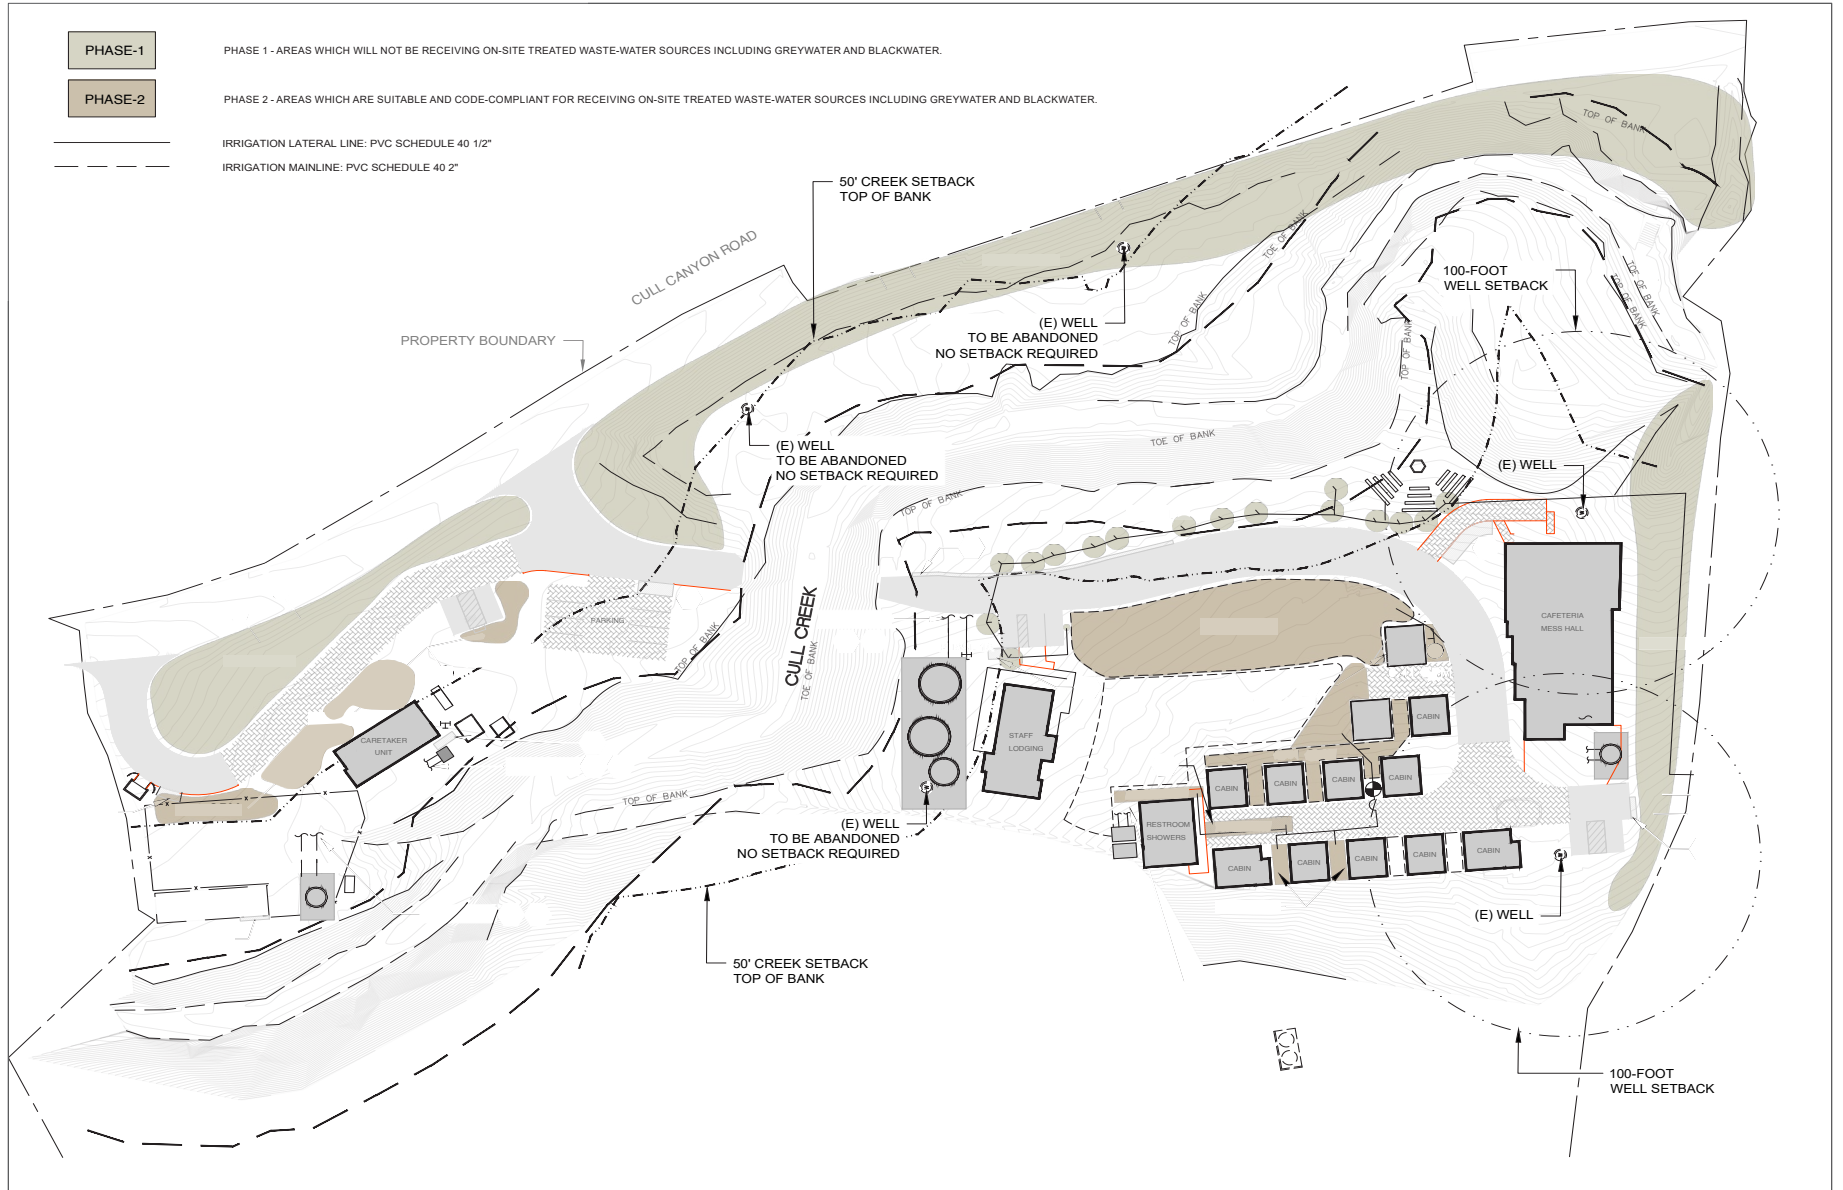 PHASE-1
PHASE 1 - AREAS WHICH WILL NOT BE RECEIVING ON-SITE TREATED WASTE-WATER SOURCES INCLUDING GREYWATER AND BLACKWATER.
PHASE-2
PHASE 2 - AREAS WHICH ARE SUITABLE AND CODE-COMPLIANT FOR RECEIVING ON-SITE TREATED WASTE-WATER SOURCES INCLUDING GREYWATER AND BLACKWATER.
IRRIGATION LATERAL LINE: PVC SCHEDULE 40 1/2"
IRRIGATION MAINLINE: PVC SCHEDULE 40 2"
TOP OF BANK
50' CREEK SETBACK
TOP OF BANK
CULL CANYON ROAD
TOE OF BANK
100-FOOT
WELL SETBACK
TOE OF BANK
TOP OF BANK
TOP OF BANK
(E) WELL
TO BE ABANDONED
NO SETBACK REQUIRED
PROPERTY BOUNDARY
TOP OF BANK
TOE OF BANK
(E) WELL
TO BE ABANDONED
NO SETBACK REQUIRED
(E) WELL
TOP OF BANK
CULL CREEK
TOE OF BANK
PARKING
TOP OF BANK
CAFETERIA
MESS HALL
CABIN
STAFF
LODGING
CARETAKER
UNIT
CABIN
CABIN
CABIN
CABIN
TOP OF BANK
(E) WELL
TO BE ABANDONED
NO SETBACK REQUIRED
RESTROOM
SHOWERS
CABIN
CABIN
CABIN
CABIN
CABIN
(E) WELL
50' CREEK SETBACK
TOP OF BANK
100-FOOT
WELL SETBACK